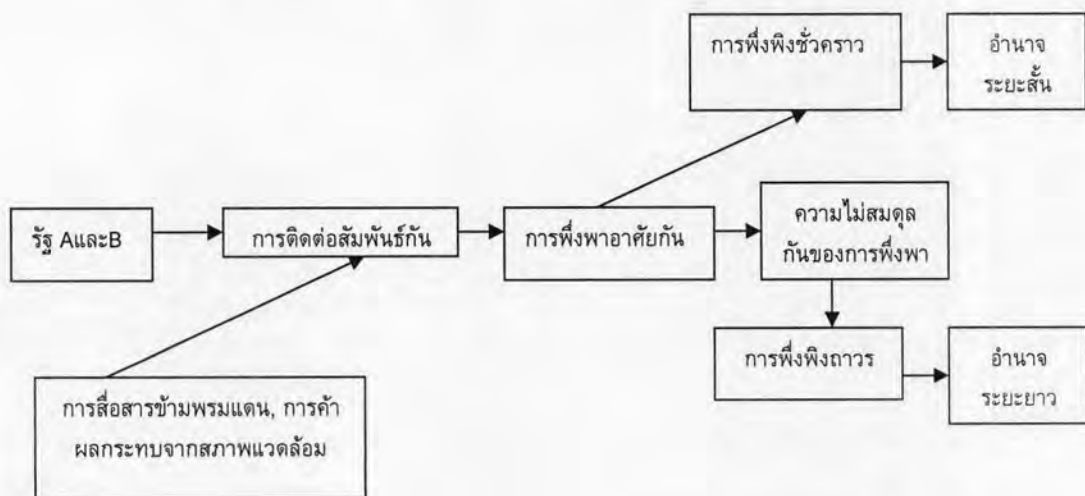 การพึ่งพิงชั่วคราว
อำนาจ
ระยะสั้น
รัฐ AและB
การติดต่อสัมพันธ์กัน
การพึ่งพาอาศัยกัน
ความไม่สมดุล
กันของการพึ่งพา
การพึ่งพิงถาวร
อำนาจ
ระยะยาว
การสื่อสารข้ามพรมแดน, การค้า
ผลกระทบจากสภาพแวดล้อม